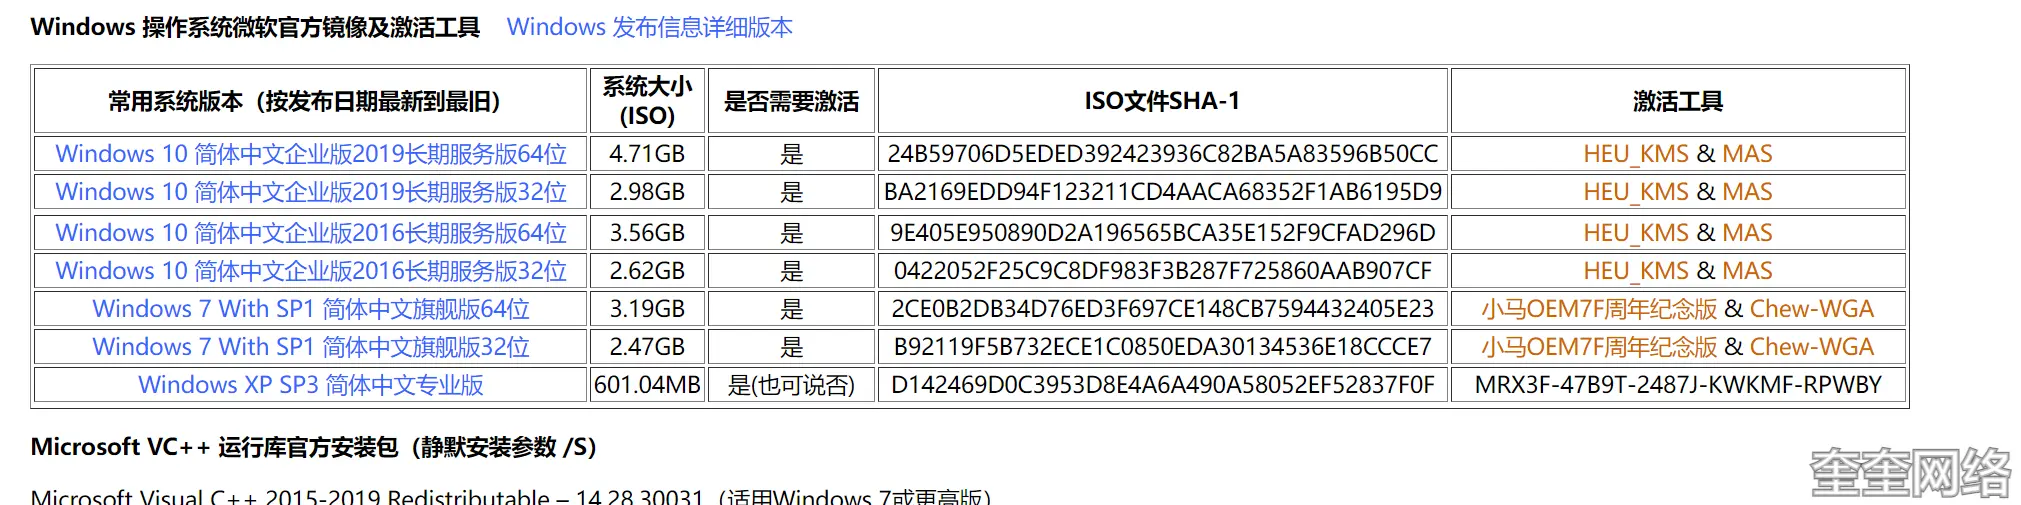 Windows 操作系统微软官方镜像及激活工具 Windows 发布信息详细版本
常用系统版本（按发布日期最新到最旧） 系统大小 (ISO) 是否需要激活 ISO文件SHA-1 激活工具
Windows 10 简体中文企业版2019长期服务版64位 4.71GB 是 24B59706D5EDED392423936C82BA5A83596B50CC HEU_KMS & MAS
Windows 10 简体中文企业版2019长期服务版32位 2.98GB 是 BA2169EDD94F123211CD4AACA68352F1AB6195D9 HEU_KMS & MAS
Windows 10 简体中文企业版2016长期服务版64位 3.56GB 是 9E405E950890D2A196565BCA35E152F9CFAD296D HEU_KMS & MAS
Windows 10 简体中文企业版2016长期服务版32位 2.62GB 是 0422052F25C9C8DF983F3B287F725860AAB907CF HEU_KMS & MAS
Windows 7 With SP1 简体中文旗舰版64位 3.19GB 是 2CE0B2DB34D76ED3F697CE148CB7594432405E23 小马OEM7F周年纪念版 & Chew-WGA
Windows 7 With SP1 简体中文旗舰版32位 2.47GB 是 B92119F5B732ECE1C0850EDA30134536E18CCCE7 小马OEM7F周年纪念版 & Chew-WGA
Windows XP SP3 简体中文专业版 601.04MB 是(也可说否) D142469D0C3953D8E4A6A490A58052EF52837F0F MRX3F-47B9T-2487J-KWKMF-RPWBY
Microsoft VC++ 运行库官方安装包（静默安装参数 /S）
Microsoft Visual C++ 2015-2019 Redistributable – 14.28.30031（适用Windows 7或更高版）
奎奎网络